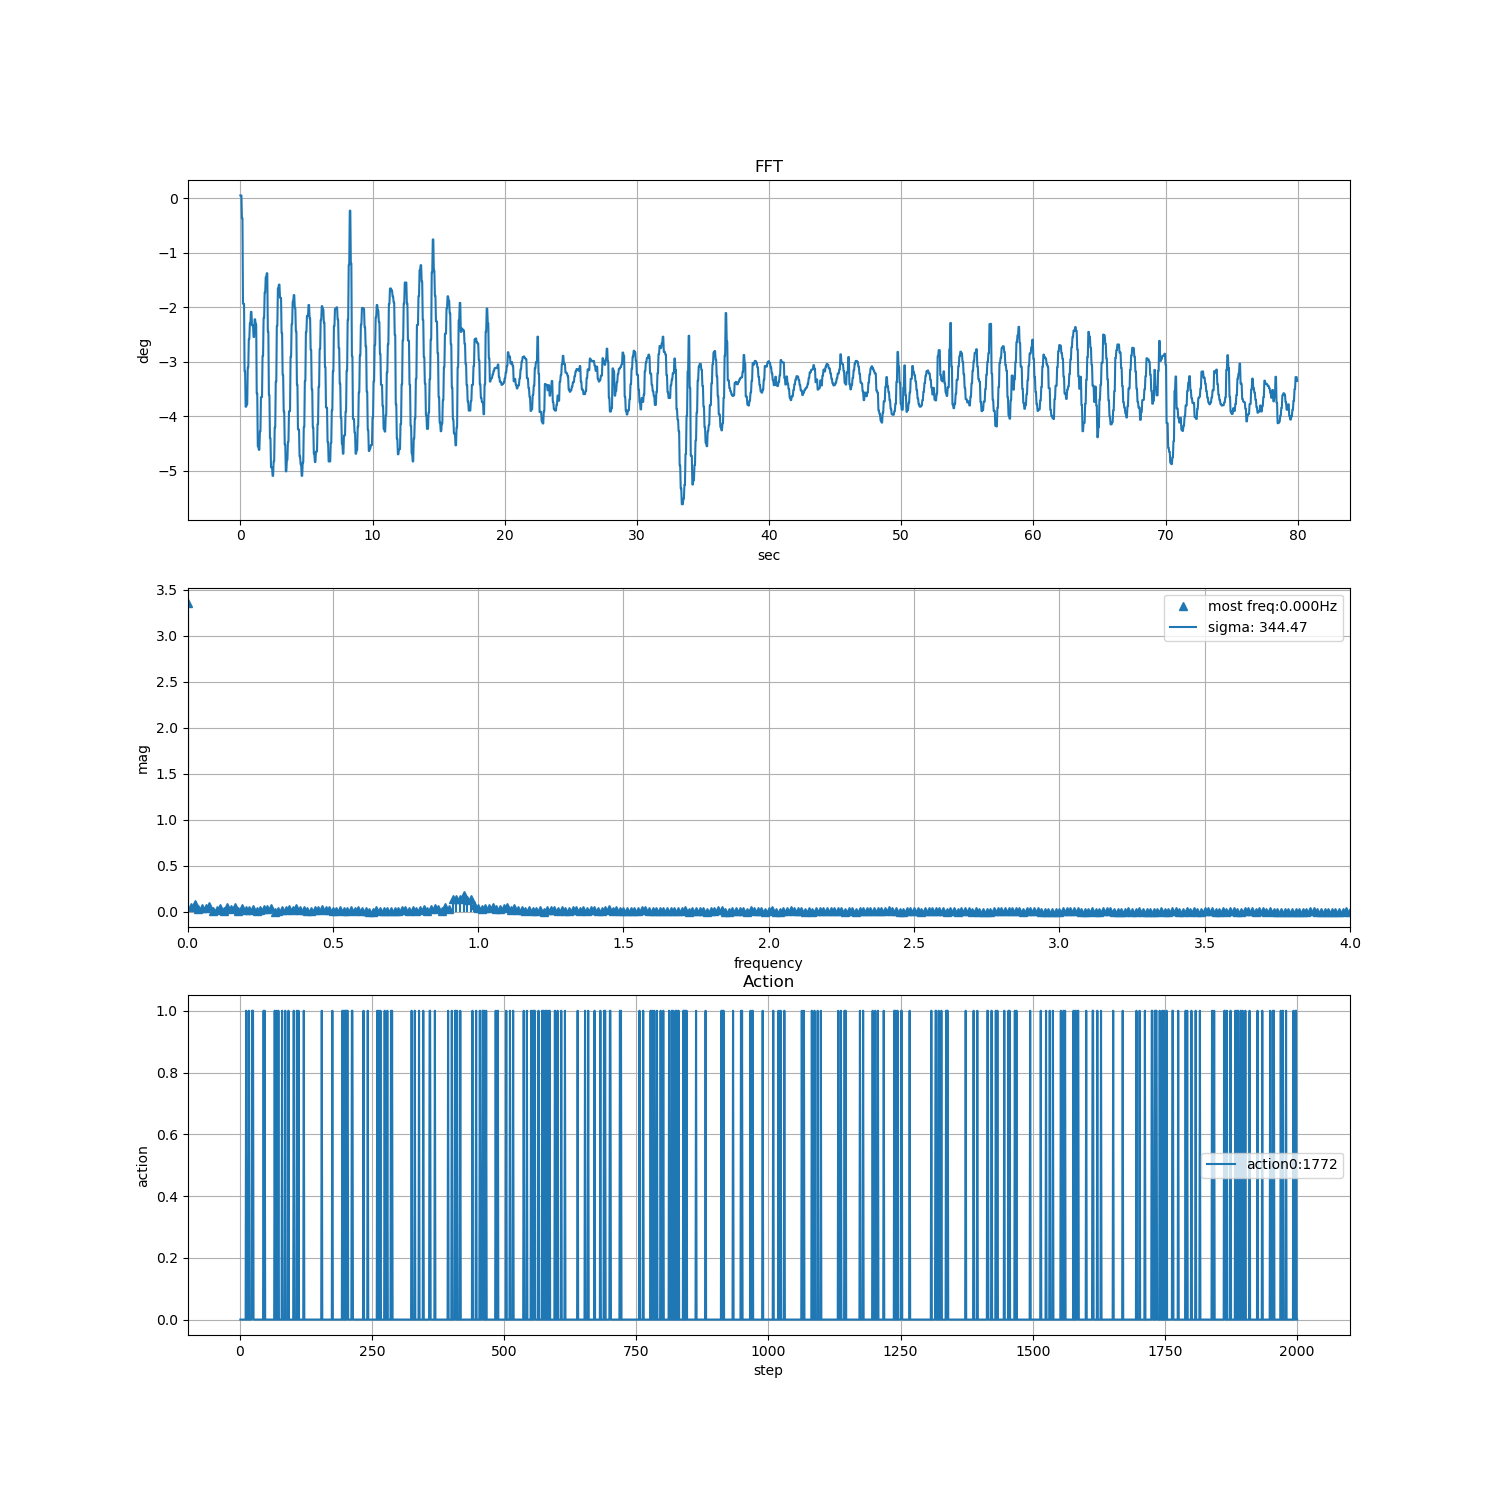 FFT
0
−1
−2
−3
−4
−5
deg
0 10 20 30 40 50 60 70 80
sec
3.5
3.0
2.5
2.0
1.5
1.0
0.5
0.0
mag
most freq:0.000Hz
sigma: 344.47
0.0 0.5 1.0 1.5 2.0 2.5 3.0 3.5 4.0
frequency
Action
1.0
0.8
0.6
0.4
0.2
0.0
action
action0:1772
0 250 500 750 1000 1250 1500 1750 2000
step